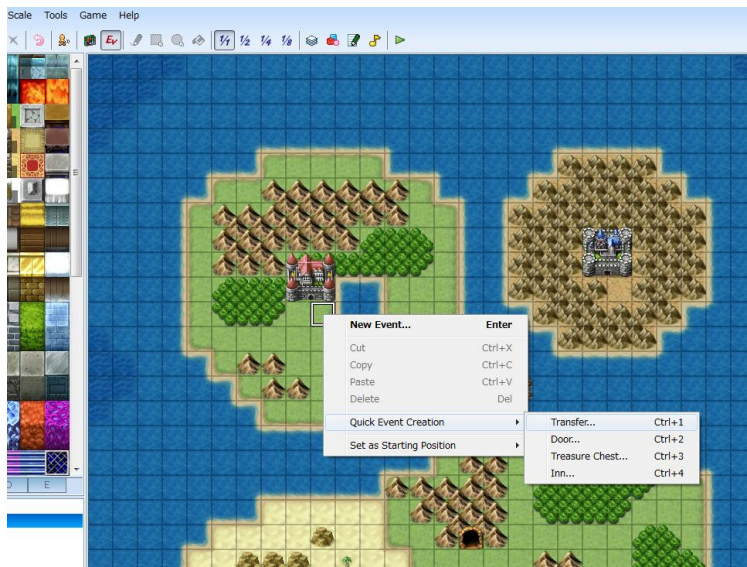 Scale Tools Game Help
Ev 1/1 1/2 1/4 1/8
New Event... Enter
Cut Ctrl+X
Copy Ctrl+C
Paste Ctrl+V
Delete Del
Quick Event Creation
Set as Starting Position
Transfer... Ctrl+1
Door... Ctrl+2
Treasure Chest... Ctrl+3
Inn... Ctrl+4
E